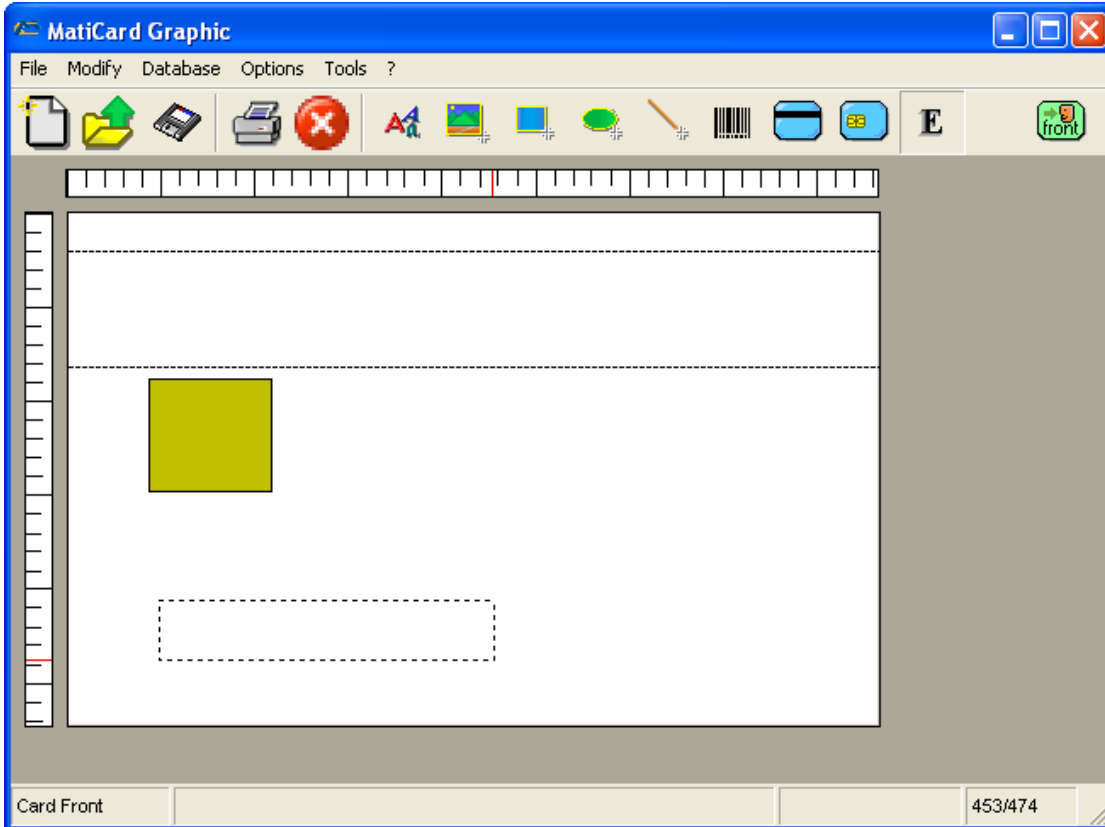 MatiCard Graphic
File Modify Database Options Tools ?
A A a E front
Card Front 453/474